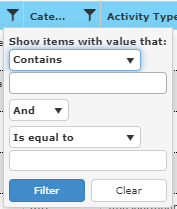 Cate... Activity Type
Show items with value that:
Contains
And
Is equal to
Filter Clear